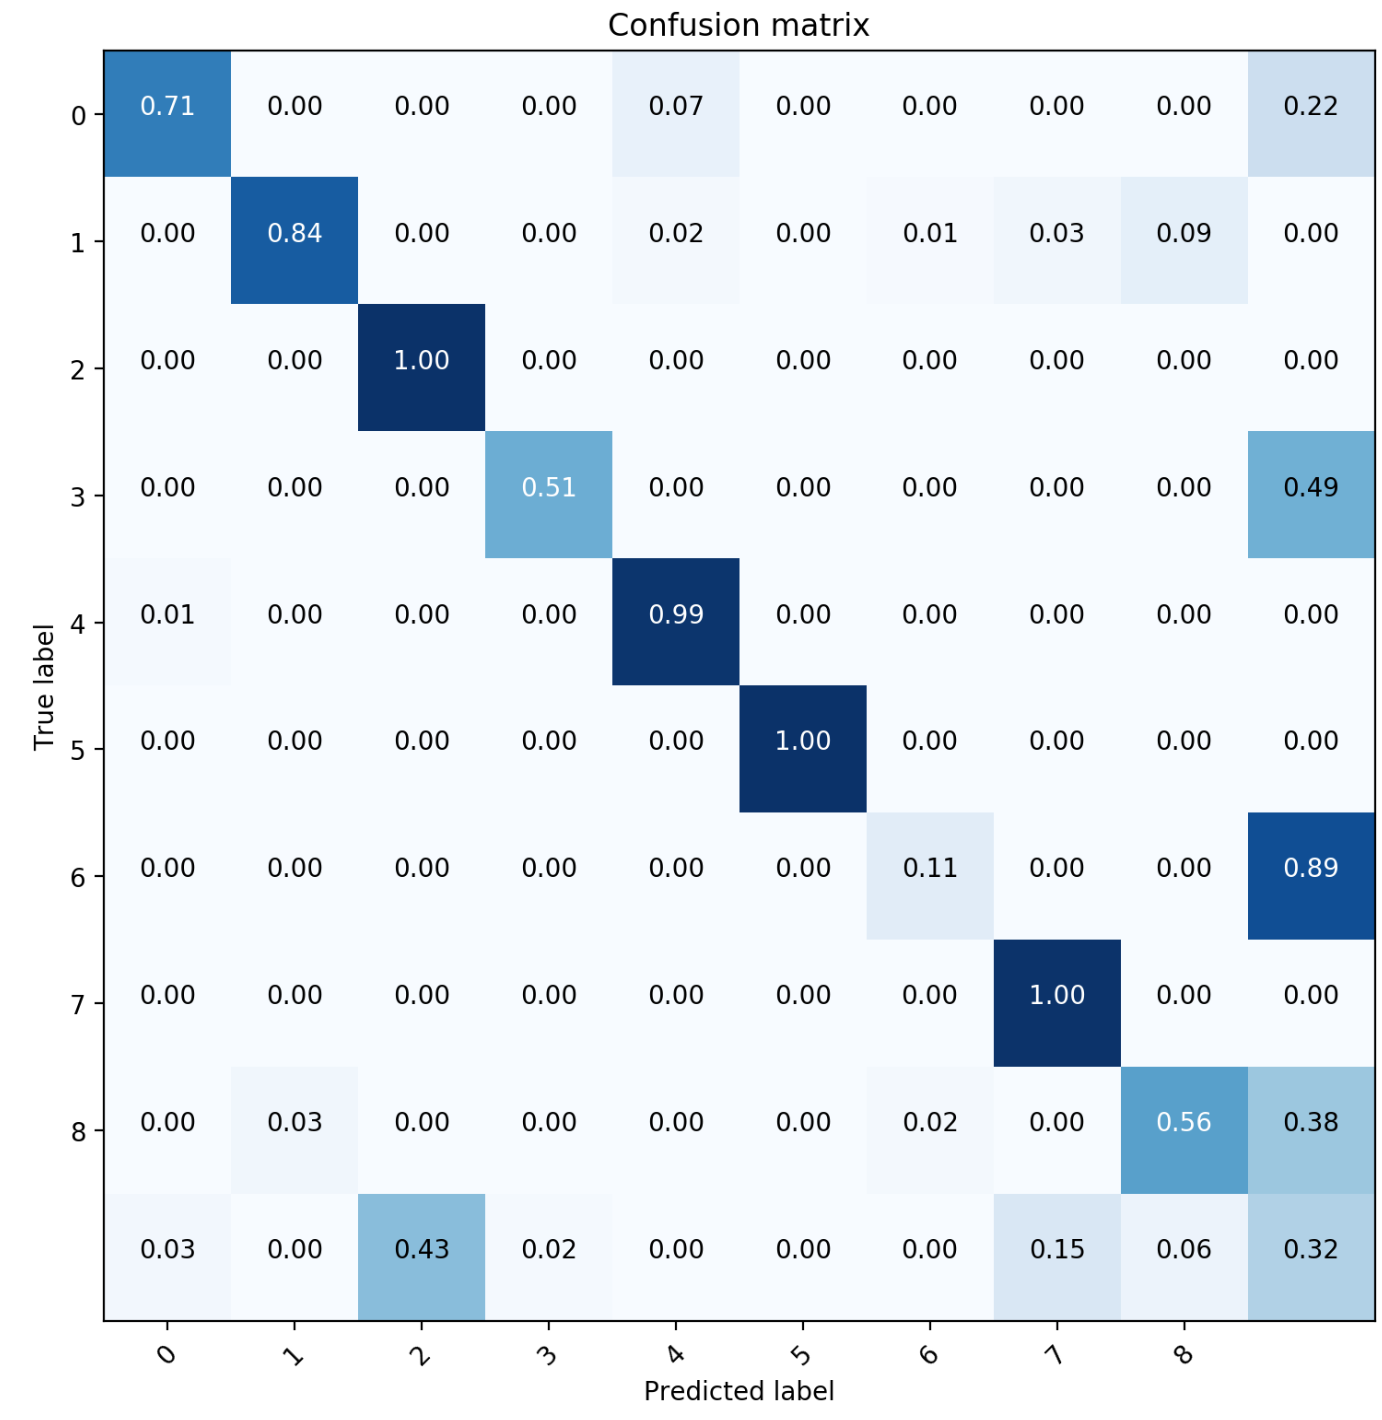 Confusion matrix
0 0.71 0.00 0.00 0.00 0.07 0.00 0.00 0.00 0.00 0.22
1 0.00 0.84 0.00 0.00 0.02 0.00 0.01 0.03 0.09 0.00
2 0.00 0.00 1.00 0.00 0.00 0.00 0.00 0.00 0.00 0.00
3 0.00 0.00 0.00 0.51 0.00 0.00 0.00 0.00 0.00 0.49
4 0.01 0.00 0.00 0.00 0.99 0.00 0.00 0.00 0.00 0.00
True label
5 0.00 0.00 0.00 0.00 0.00 1.00 0.00 0.00 0.00 0.00
6 0.00 0.00 0.00 0.00 0.00 0.00 0.11 0.00 0.00 0.89
7 0.00 0.00 0.00 0.00 0.00 0.00 0.00 1.00 0.00 0.00
8 0.00 0.03 0.00 0.00 0.00 0.00 0.02 0.00 0.56 0.38
0.03 0.00 0.43 0.02 0.00 0.00 0.00 0.15 0.06 0.32
0 1 2 3 4 5 6 7 8
Predicted label